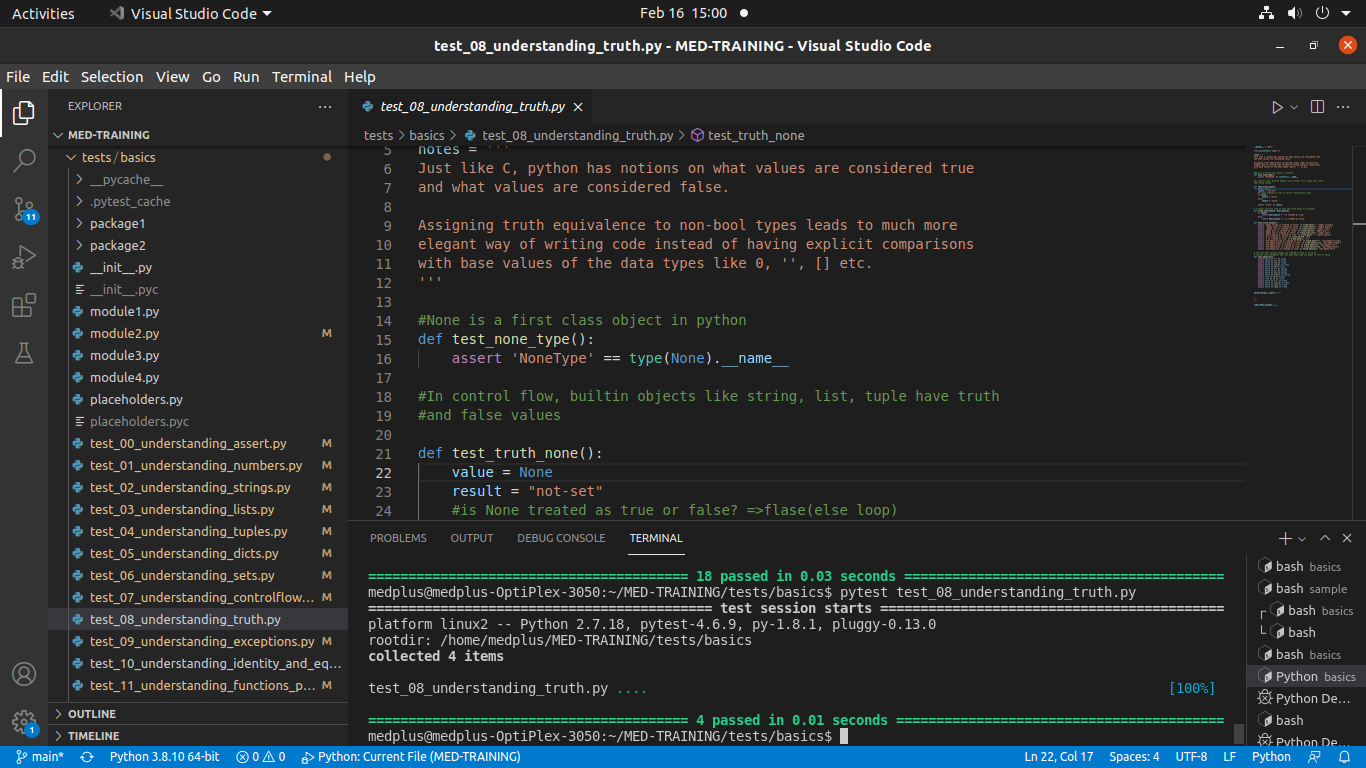 Activities
Visual Studio Code
Feb 16 15:00
test_08_understanding_truth.py - MED-TRAINING - Visual Studio Code
File Edit Selection View Go Run Terminal Help
EXPLORER
MED-TRAINING
tests/basics
__pycache__
.pytest_cache
package1
package2
__init__.py
__init__.pyc
module1.py
module2.py M
module3.py
module4.py
placeholders.py
placeholders.pyc
test_00_understanding_assert.py M
test_01_understanding_numbers.py M
test_02_understanding_strings.py M
test_03_understanding_lists.py M
test_04_understanding_tuples.py M
test_05_understanding_dicts.py M
test_06_understanding_sets.py M
test_07_understanding_controlflow... M
test_08_understanding_truth.py
test_09_understanding_exceptions.py M
test_10_understanding_identity_and_eq...
test_11_understanding_functions_p... M
OUTLINE
TIMELINE
11
1
test_08_understanding_truth.py
tests > basics > test_08_understanding_truth.py > test_truth_none
5 notes = '''
6 Just like C, python has notions on what values are considered true
7 and what values are considered false.
8
9 Assigning truth equivalence to non-bool types leads to much more
10 elegant way of writing code instead of having explicit comparisons
11 with base values of the data types like 0, '', [] etc.
12 '''
13
14 #None is a first class object in python
15 def test_none_type():
16 assert 'NoneType' == type(None).__name__
17
18 #In control flow, builtin objects like string, list, tuple have truth
19 #and false values
20
21 def test_truth_none():
22 value = None
23 result = "not-set"
24 #is None treated as true or false? =>flase(else loop)
PROBLEMS OUTPUT DEBUG CONSOLE TERMINAL
======================================== 18 passed in 0.03 seconds ========================================
medplus@medplus-OptiPlex-3050:~/MED-TRAINING/tests/basics$ pytest test_08_understanding_truth.py
=========================================== test session starts ===========================================
platform linux2 -- Python 2.7.18, pytest-4.6.9, py-1.8.1, pluggy-0.13.0
rootdir: /home/medplus/MED-TRAINING/tests/basics
collected 4 items
test_08_understanding_truth.py .... [100%]
======================================== 4 passed in 0.01 seconds =========================================
medplus@medplus-OptiPlex-3050:~/MED-TRAINING/tests/basics$
bash basics
bash sample
bash basics
bash
bash basics
Python basics
Python De...
bash
Python De...
main* Python 3.8.10 64-bit 0 0 Python: Current File (MED-TRAINING)
Ln 22, Col 17 Spaces: 4 UTF-8 LF Python